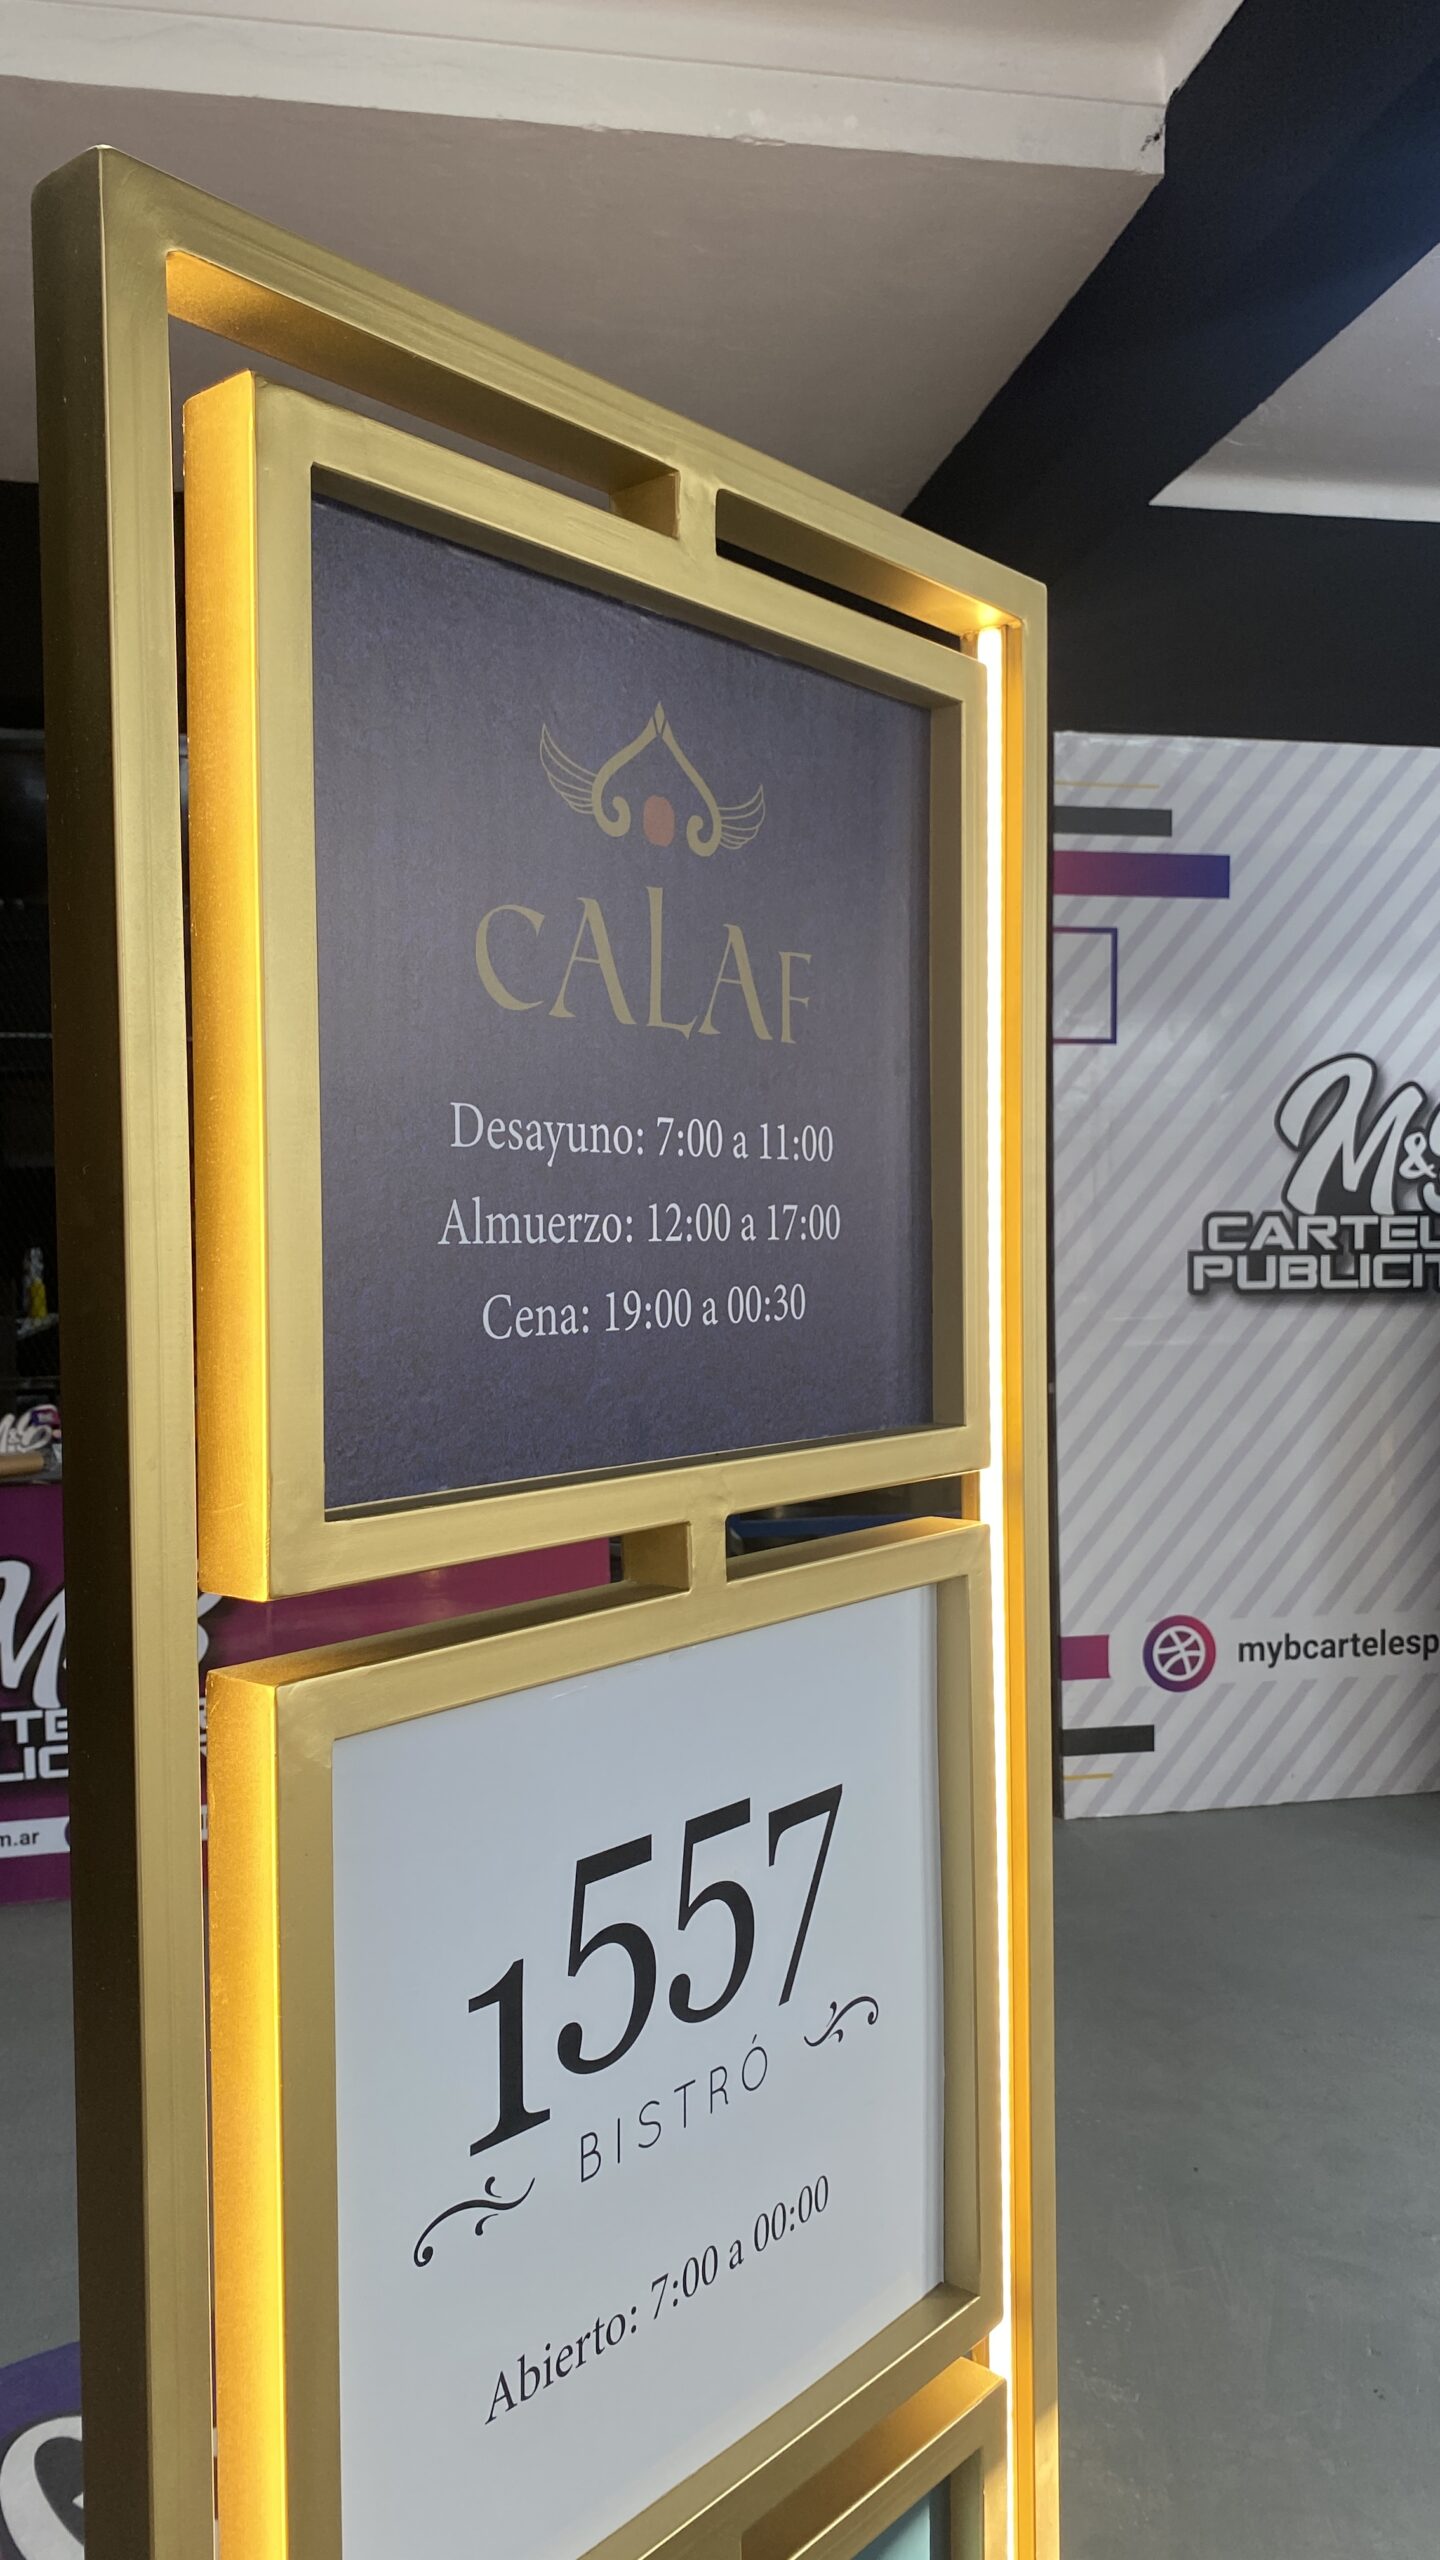 CALAF
Desayuno: 7:00 a 11:00
Almuerzo: 12:00 a 17:00
Cena: 19:00 a 00:30
1557
BISTRÓ
Abierto: 7:00 a 00:00
M&
CARTEL
PUBLICIT
mybcartelesp
M&B
m.ar